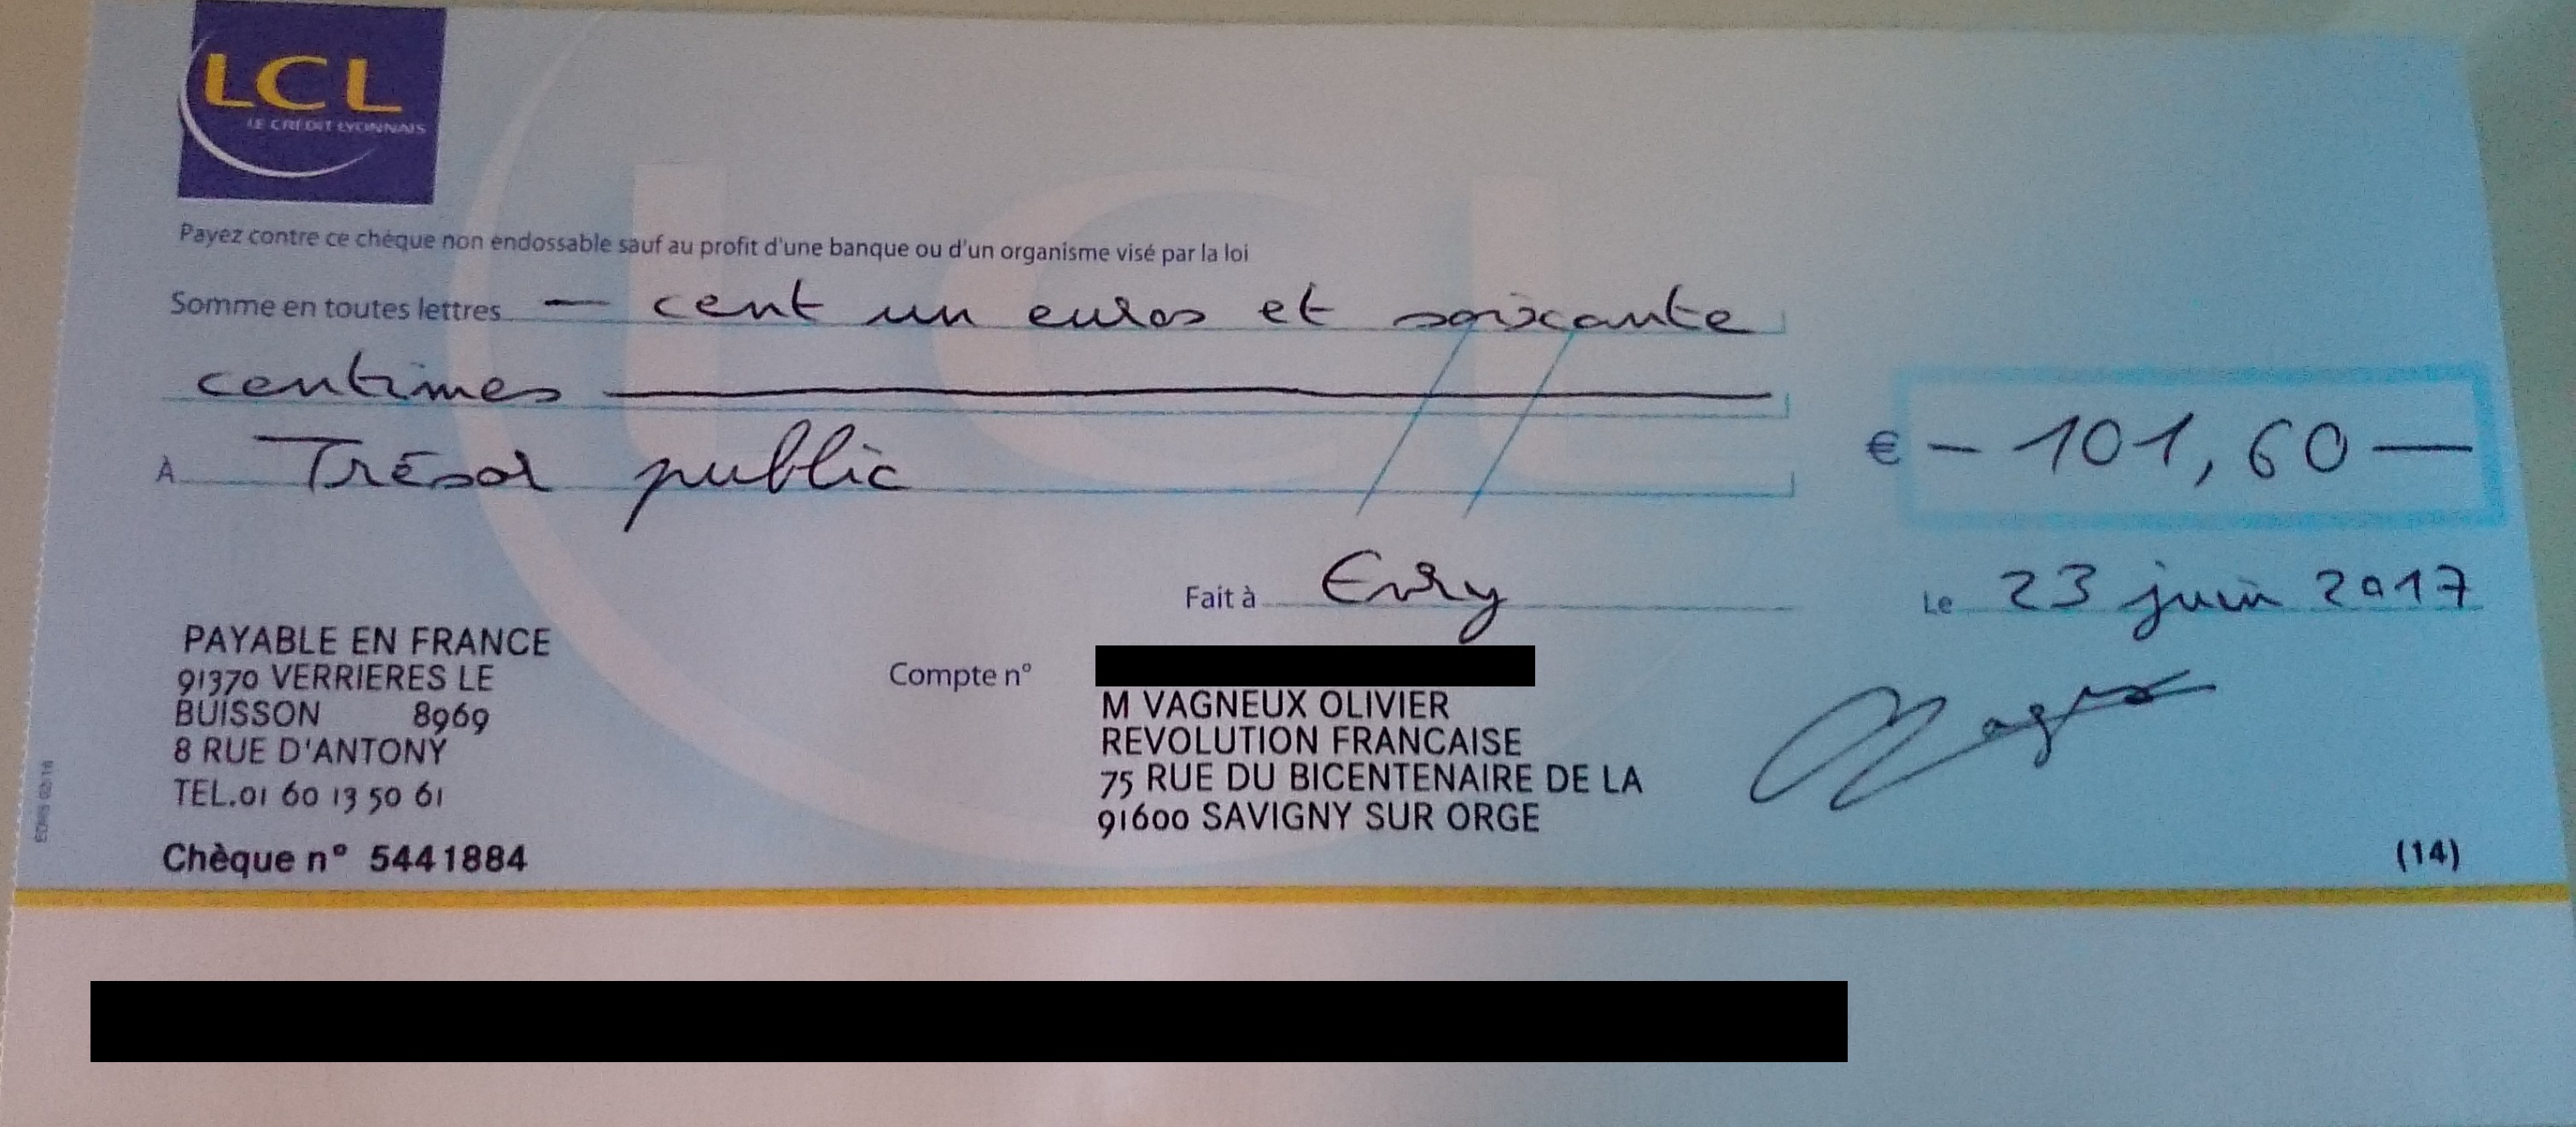 LCL
LE CRÉDIT LYONNAIS
Payez contre ce chèque non endossable sauf au profit d'une banque ou d'un organisme visé par la loi
Somme en toutes lettres — cent un euros et soixante
centimes
À Trésor public
€ — 101,60 —
Fait à Evry
Le 23 juin 2017
PAYABLE EN FRANCE
91370 VERRIERES LE
BUISSON 8969
8 RUE D'ANTONY
TEL.01 60 13 50 61
Chèque n° 5441884
Compte n°
M VAGNEUX OLIVIER
REVOLUTION FRANCAISE
75 RUE DU BICENTENAIRE DE LA
91600 SAVIGNY SUR ORGE
(14)